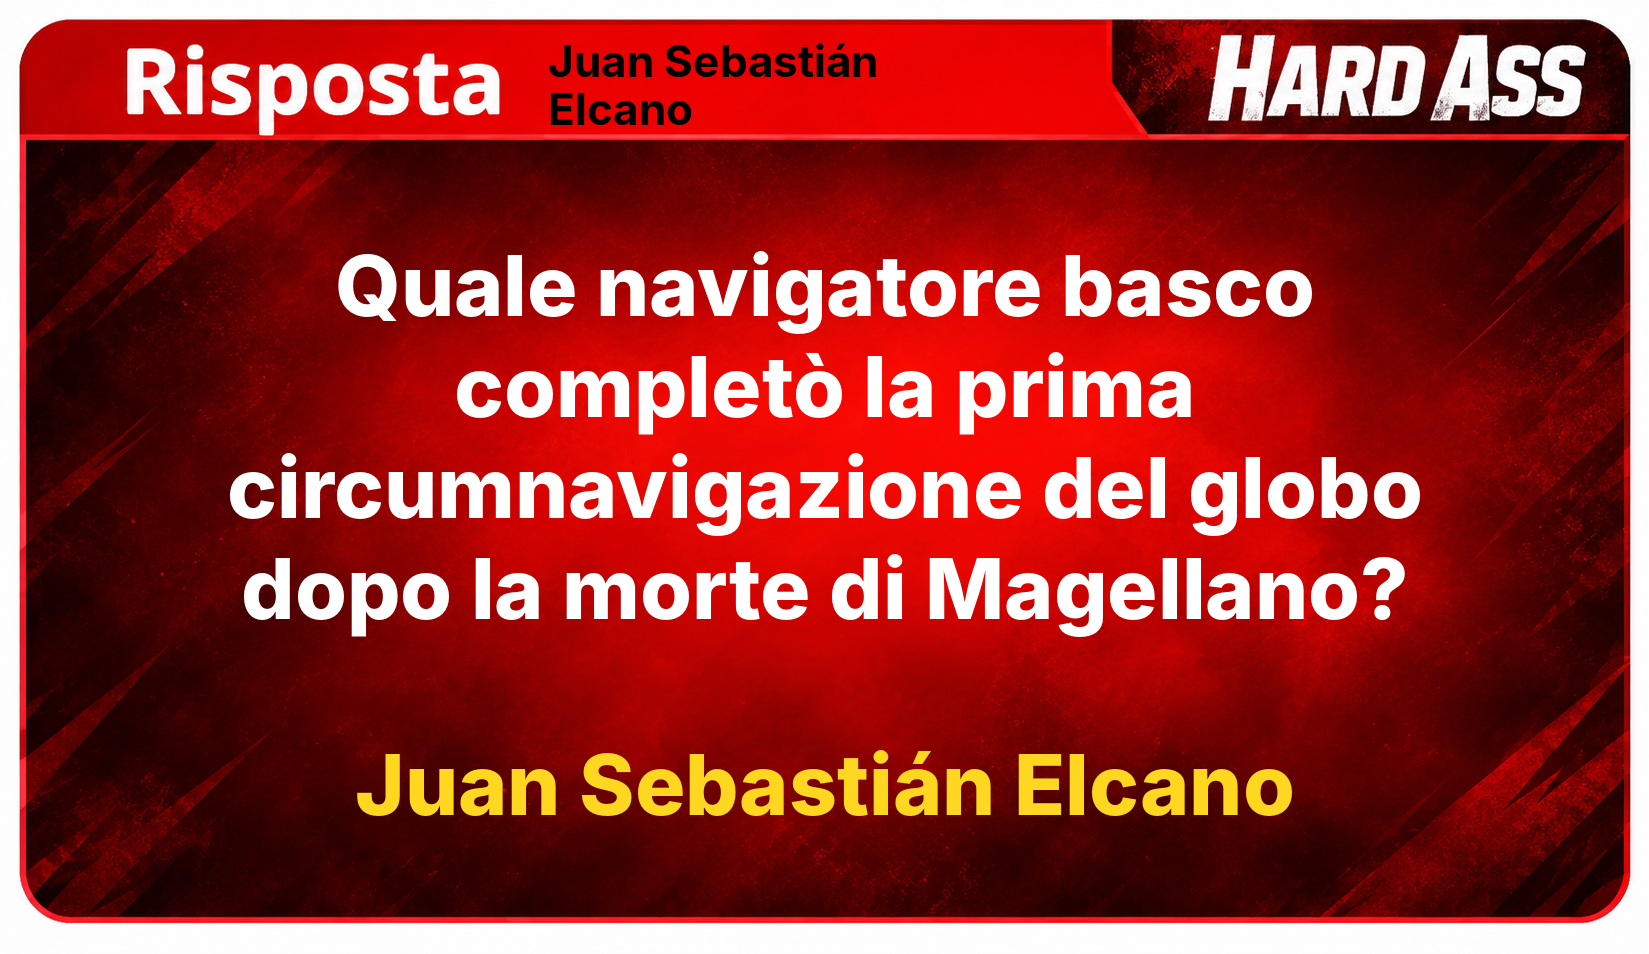 Risposta
Juan Sebastián
Elcano
HARD ASS
Quale navigatore basco
completò la prima
circumnavigazione del globo
dopo la morte di Magellano?
Juan Sebastián Elcano